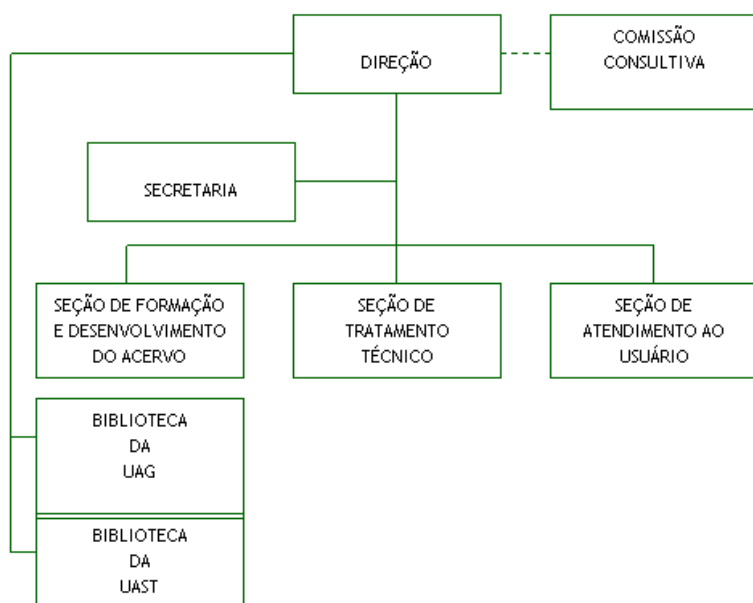 DIREÇÃO
COMISSÃO
CONSULTIVA
SECRETARIA
SEÇÃO DE FORMAÇÃO
E DESENVOLVIMENTO
DO ACERVO
SEÇÃO DE
TRATAMENTO
TÉCNICO
SEÇÃO DE
ATENDIMENTO AO
USUÁRIO
BIBLIOTECA
DA
UAG
BIBLIOTECA
DA
UAST